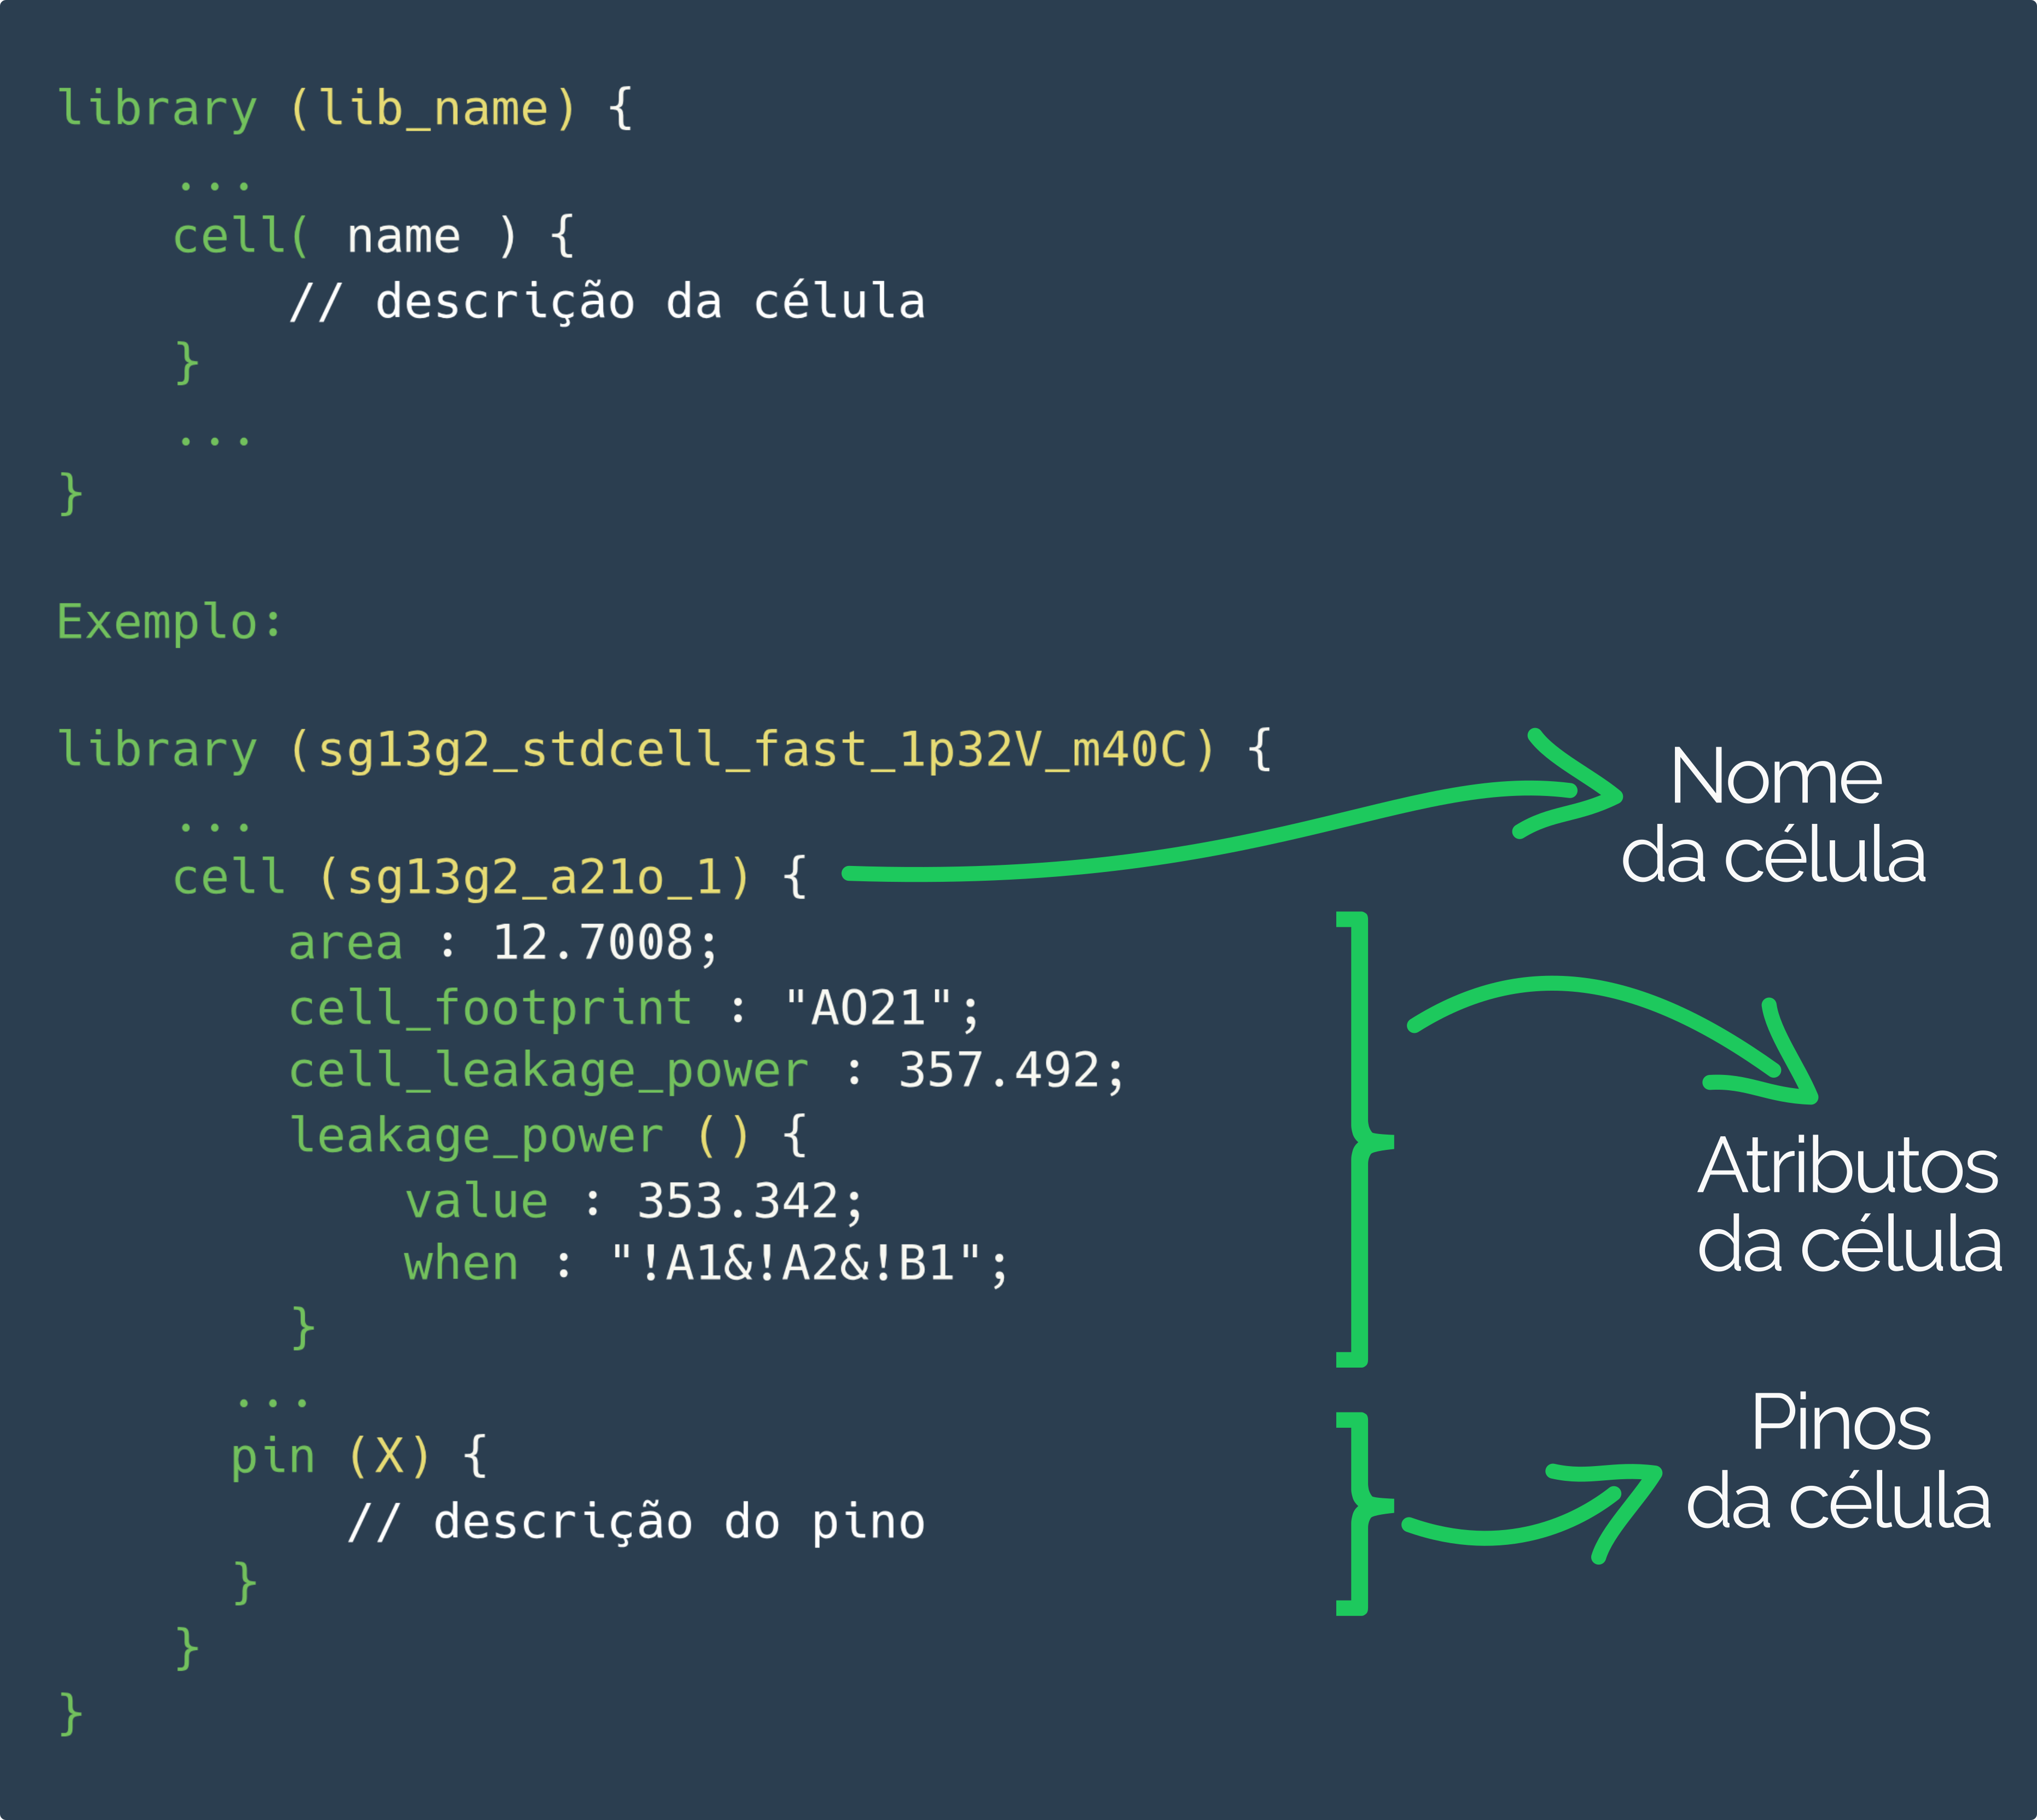 library (lib_name) {
...
cell( name ) {
// descrição da célula
}
...
}
Exemplo:
library (sg13g2_stdcell_fast_1p32V_m40C) {
...
cell (sg13g2_a21o_1) {
area : 12.7008;
cell_footprint : "AO21";
cell_leakage_power : 357.492;
leakage_power () {
value : 353.342;
when : "!A1&!A2&!B1";
}
...
pin (X) {
// descrição do pino
}
}
}
Nome
da célula
Atributos
da célula
Pinos
da célula